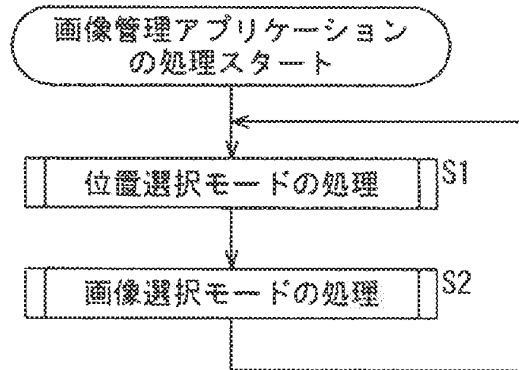 画像管理アプリケーション
の処理スタート
位置選択モードの処理
S1
画像選択モードの処理
S2